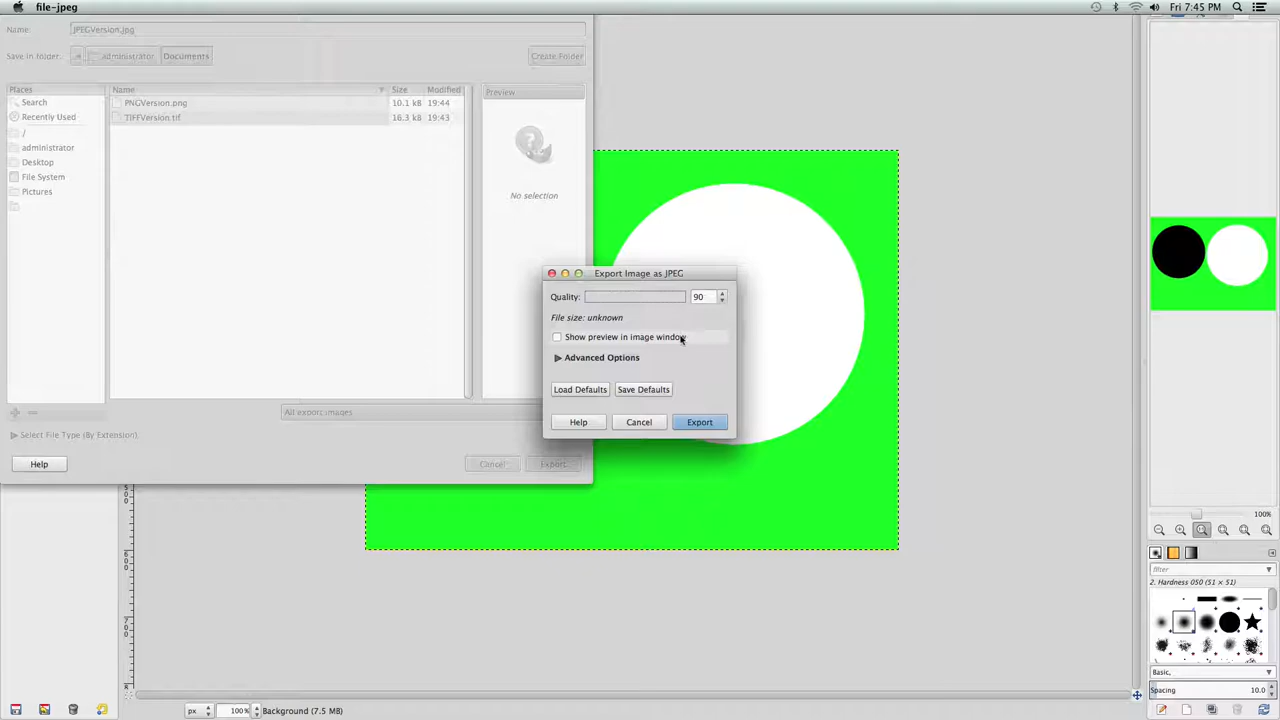 file-jpeg
Fri 7:45 PM
Name: JPEGVersion.jpg
Save in folder: administrator Documents Create Folder
Places
Search
Recently Used
/
administrator
Desktop
File System
Pictures
Name Size Modified
PNGVersion.png 10.1 kB 19:44
TIFFVersion.tif 16.3 kB 19:43
Preview
No selection
All export images
Select File Type (By Extension)
Help Cancel Export
Export Image as JPEG
Quality: 90
File size: unknown
Show preview in image window
Advanced Options
Load Defaults Save Defaults
Help Cancel Export
100%
filter
2. Hardness 050 (51 × 51)
Basic,
Spacing 10.0
px 100% Background (7.5 MB)